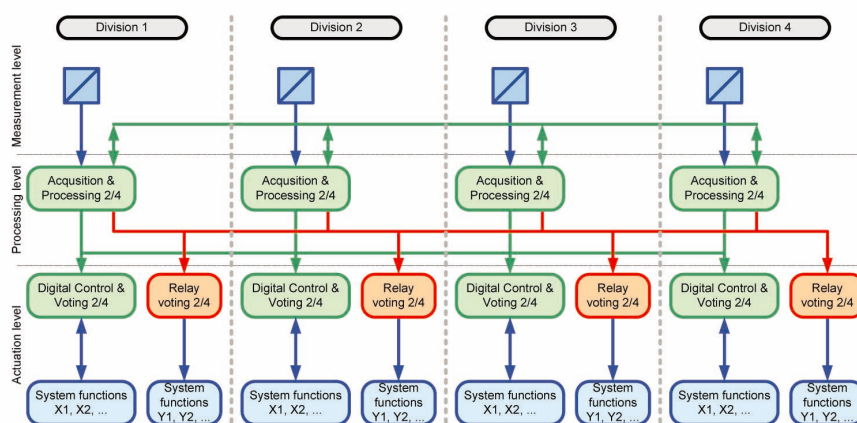 Division 1
Division 2
Division 3
Division 4
Measurement level
Acqusition &
Processing 2/4
Acqusition &
Processing 2/4
Acqusition &
Processing 2/4
Acqusition &
Processing 2/4
Processing level
Digital Control &
Voting 2/4
Relay
voting 2/4
Digital Control &
Voting 2/4
Relay
voting 2/4
Digital Control &
Voting 2/4
Relay
voting 2/4
Digital Control &
Voting 2/4
Relay
voting 2/4
Actuation level
System functions
X1, X2, ...
System
functions
Y1, Y2, ...
System functions
X1, X2, ...
System
functions
Y1, Y2, ...
System functions
X1, X2, ...
System
functions
Y1, Y2, ...
System functions
X1, X2, ...
System
functions
Y1, Y2, ...